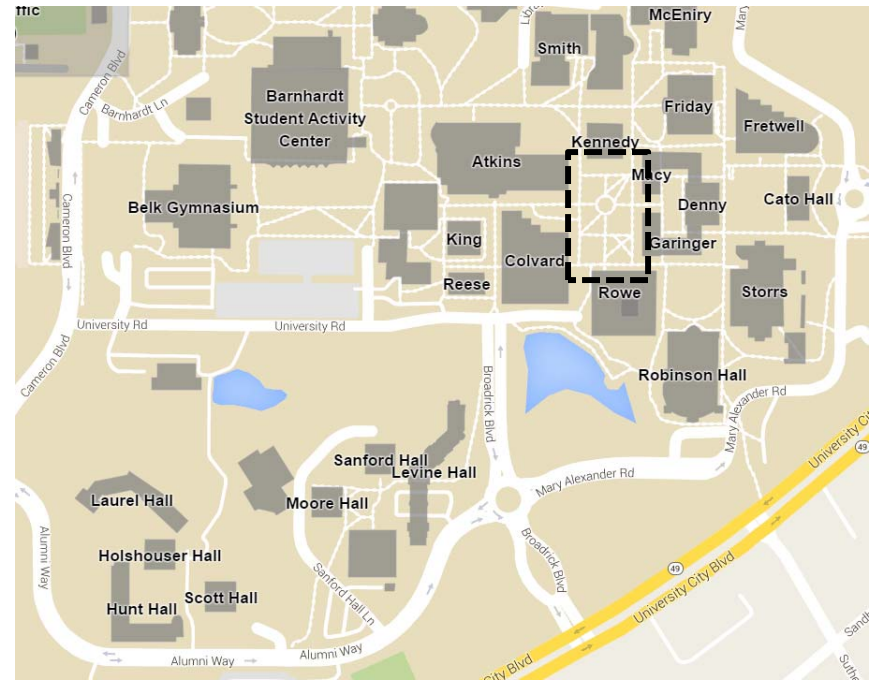 McEniry
Smith
Cameron Blvd
Barnhardt Ln
Barnhardt
Student Activity
Center
Friday
Fretwell
Kennedy
Atkins
Macy
Cameron Blvd
Belk Gymnasium
Denny
Cato Hall
King
Garinger
Colvard
Reese
Rowe
Storrs
University Rd
University Rd
Cameron Blvd
Broadrick Blvd
Robinson Hall
Mary Alexander Rd
University City
49
Sanford Hall
Levine Hall
Mary Alexander Rd
Laurel Hall
Moore Hall
Alumni Way
Holshouser Hall
Broadrick Blvd
49
University City Blvd
Scott Hall
Sanford Hall Ln
Hunt Hall
Alumni Way
Alumni Way
City Blvd